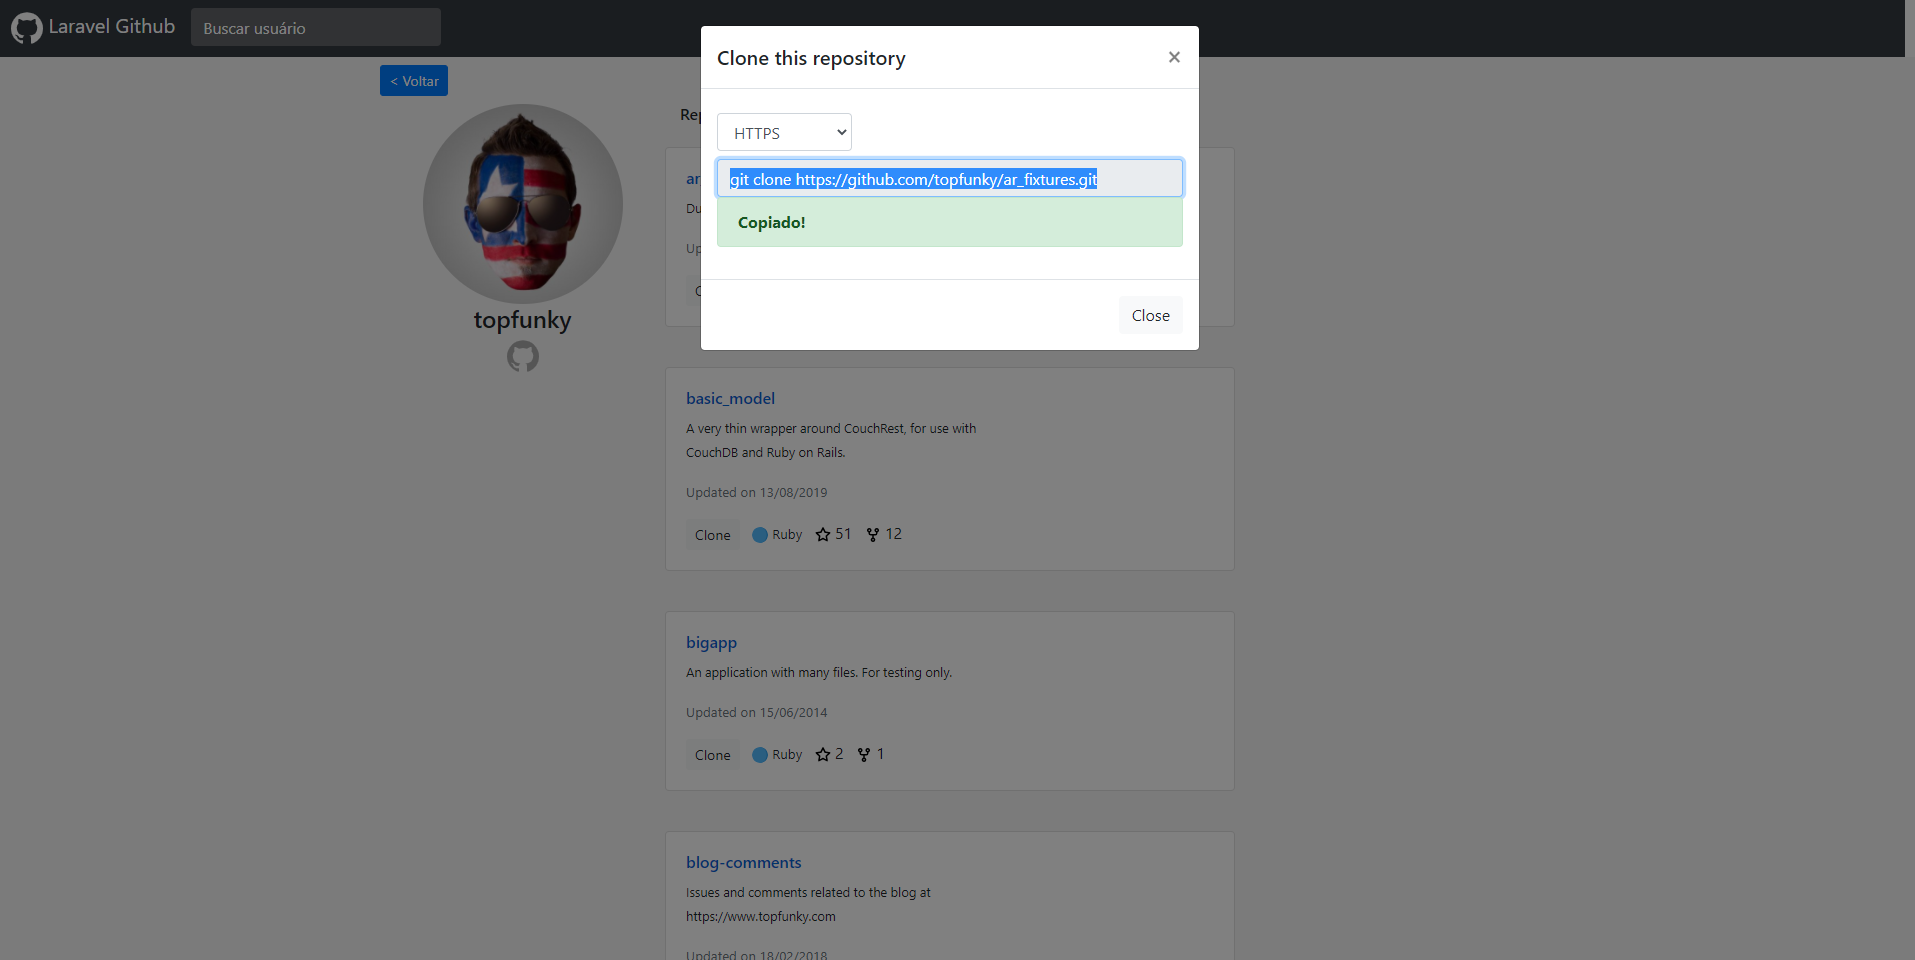 Laravel Github
Buscar usuário
Clone this repository
×
< Voltar
HTTPS
git clone https://github.com/topfunky/ar_fixtures.git
Copiado!
Close
topfunky
basic_model
A very thin wrapper around CouchRest, for use with
CouchDB and Ruby on Rails.
Updated on 13/08/2019
Clone Ruby 51 12
bigapp
An application with many files. For testing only.
Updated on 15/06/2014
Clone Ruby 2 1
blog-comments
Issues and comments related to the blog at
https://www.topfunky.com
Updated on 18/02/2018